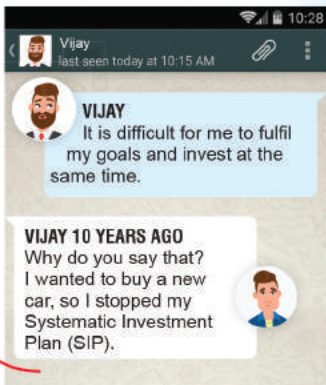 10:28
Vijay
last seen today at 10:15 AM
VIJAY
It is difficult for me to fulfil
my goals and invest at the
same time.
VIJAY 10 YEARS AGO
Why do you say that?
I wanted to buy a new
car, so I stopped my
Systematic Investment
Plan (SIP).